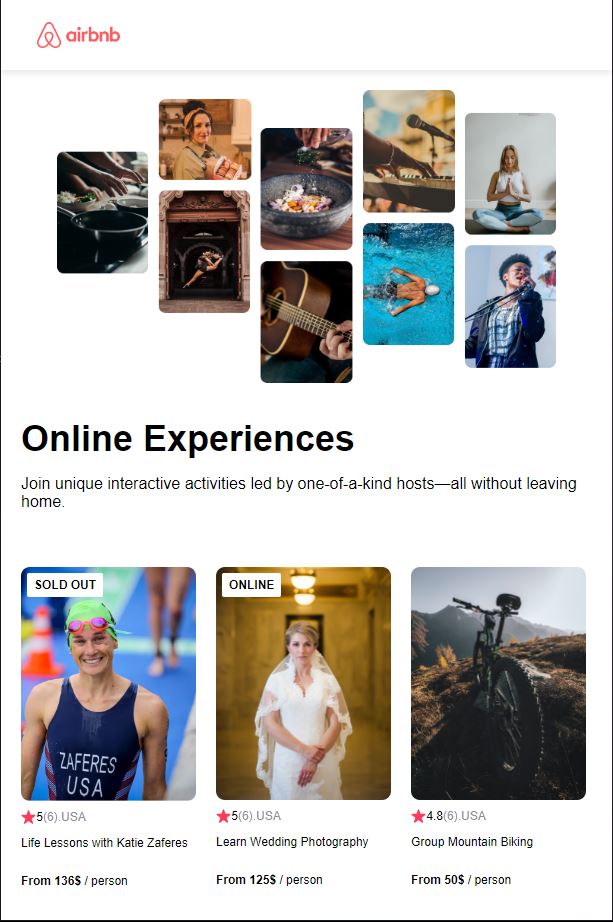 airbnb
Online Experiences
Join unique interactive activities led by one-of-a-kind hosts—all without leaving
home.
SOLD OUT
ZAFERES
USA
5(6).USA
Life Lessons with Katie Zaferes
From 136$ / person
ONLINE
5(6).USA
Learn Wedding Photography
From 125$ / person
4.8(6).USA
Group Mountain Biking
From 50$ / person